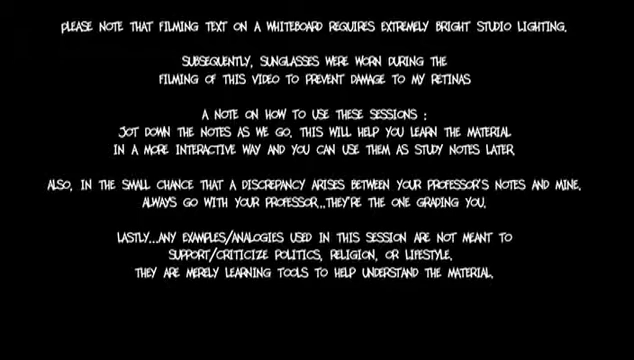 PLEASE NOTE THAT FILMING TEXT ON A WHITEBOARD REQUIRES EXTREMELY BRIGHT STUDIO LIGHTING.
SUBSEQUENTLY, SUNGLASSES WERE WORN DURING THE
FILMING OF THIS VIDEO TO PREVENT DAMAGE TO MY RETINAS
A NOTE ON HOW TO USE THESE SESSIONS :
JOT DOWN THE NOTES AS WE GO. THIS WILL HELP YOU LEARN THE MATERIAL
IN A MORE INTERACTIVE WAY AND YOU CAN USE THEM AS STUDY NOTES LATER.
ALSO, IN THE SMALL CHANCE THAT A DISCREPANCY ARISES BETWEEN YOUR PROFESSOR'S NOTES AND MINE,
ALWAYS GO WITH YOUR PROFESSOR...THEY'RE THE ONE GRADING YOU.
LASTLY...ANY EXAMPLES/ANALOGIES USED IN THIS SESSION ARE NOT MEANT TO
SUPPORT/CRITICIZE POLITICS, RELIGION, OR LIFESTYLE.
THEY ARE MERELY LEARNING TOOLS TO HELP UNDERSTAND THE MATERIAL.